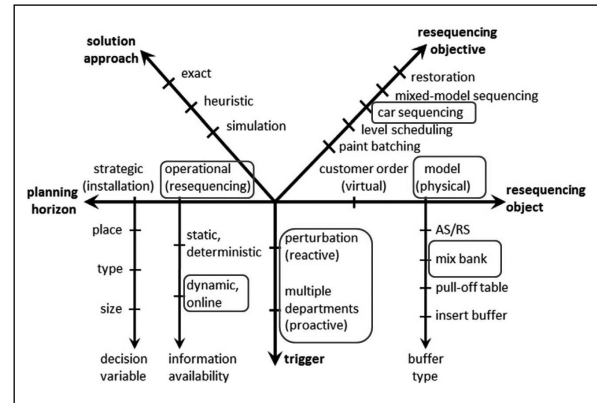 solution
approach
resequencing
objective
exact
heuristic
simulation
restoration
mixed-model sequencing
car sequencing
level scheduling
paint batching
strategic
(installation)
operational
(resequencing)
customer order
(virtual)
model
(physical)
planning
horizon
resequencing
object
place
type
size
static,
deterministic
dynamic,
online
perturbation
(reactive)
multiple
departments
(proactive)
AS/RS
mix bank
pull-off table
insert buffer
decision
variable
information
availability
trigger
buffer
type